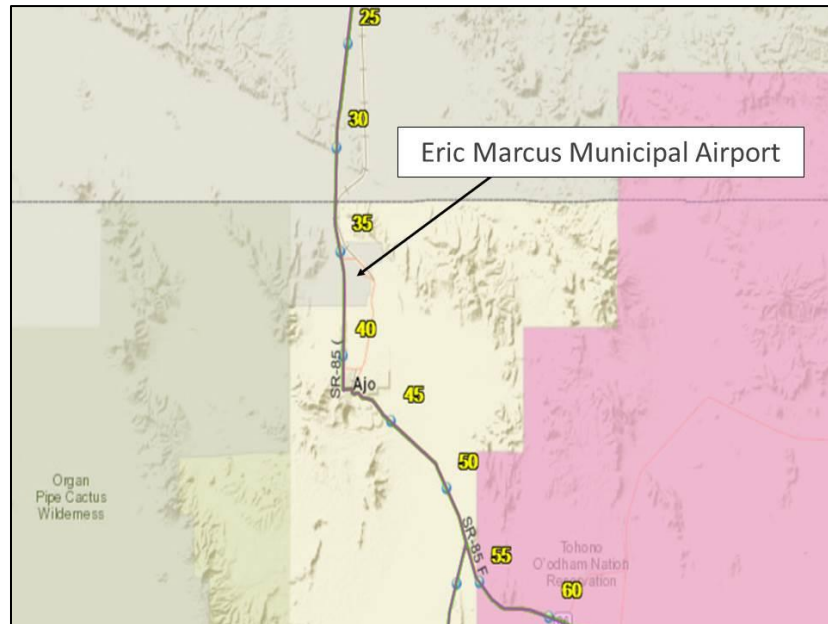 25
30
Eric Marcus Municipal Airport
35
40
SR-85 (
Ajo
45
50
Organ
Pipe Cactus
Wilderness
SR-85 F
55
Tohono
O'odham Nation
Reservation
60